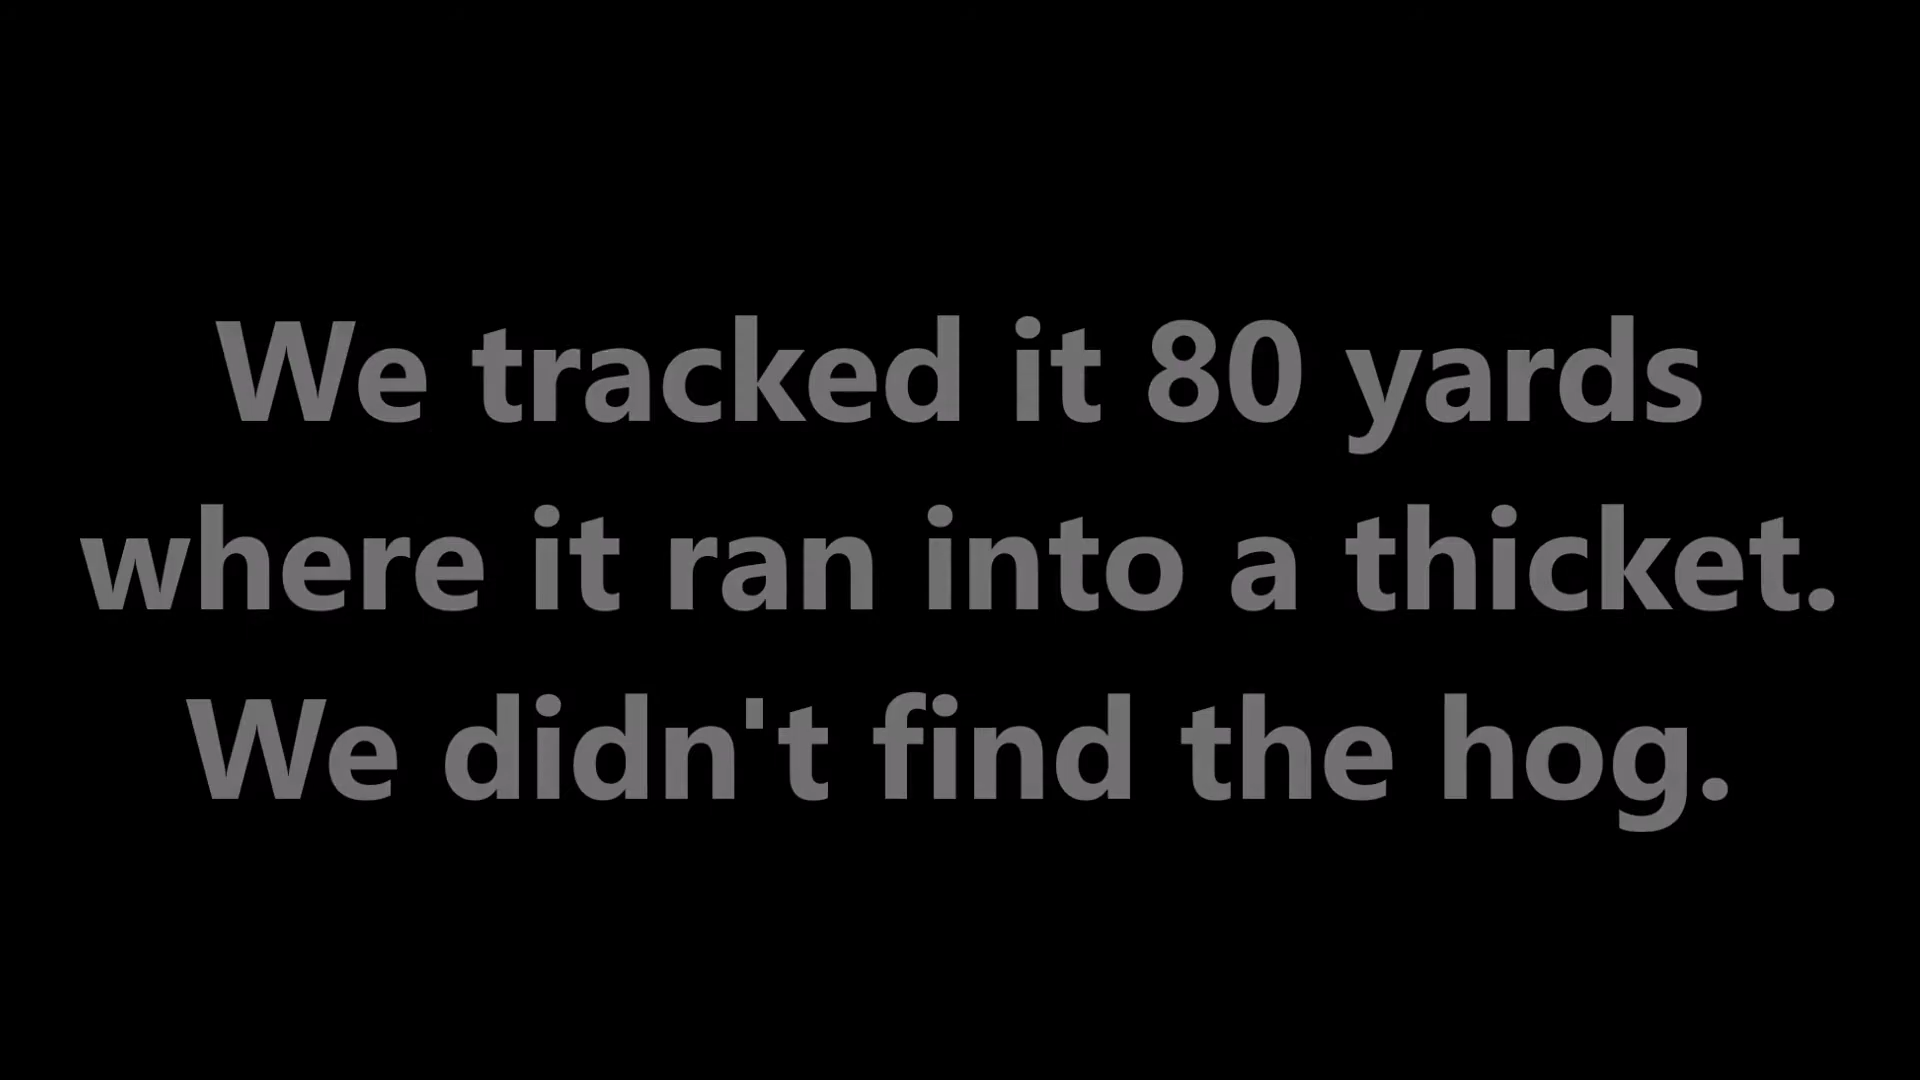 We tracked it 80 yards
where it ran into a thicket.
We didn't find the hog.